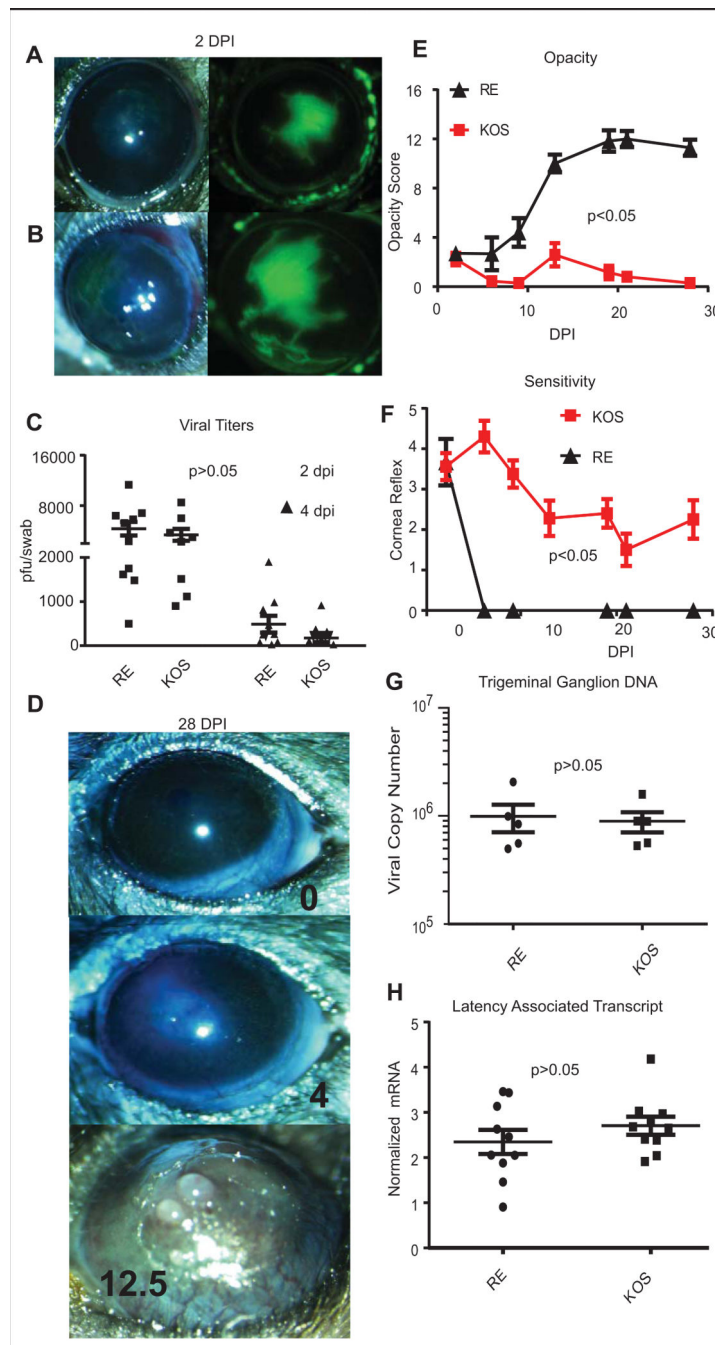 2 DPI
A
B
C
Viral Titers
16000
8000
2000
1000
0
pfu/swab
p>0.05
2 dpi
4 dpi
RE
KOS
RE
KOS
D
28 DPI
0
4
12.5
E
Opacity
RE
KOS
16
12
8
4
0
Opacity Score
p<0.05
0
10
20
30
DPI
Sensitivity
F
KOS
RE
5
4
3
2
1
0
Cornea Reflex
p<0.05
0
10
20
30
DPI
G
Trigeminal Ganglion DNA
10⁷
10⁶
10⁵
Viral Copy Number
p>0.05
RE
KOS
H
Latency Associated Transcript
5
4
3
2
1
0
Normalized mRNA
p>0.05
RE
KOS